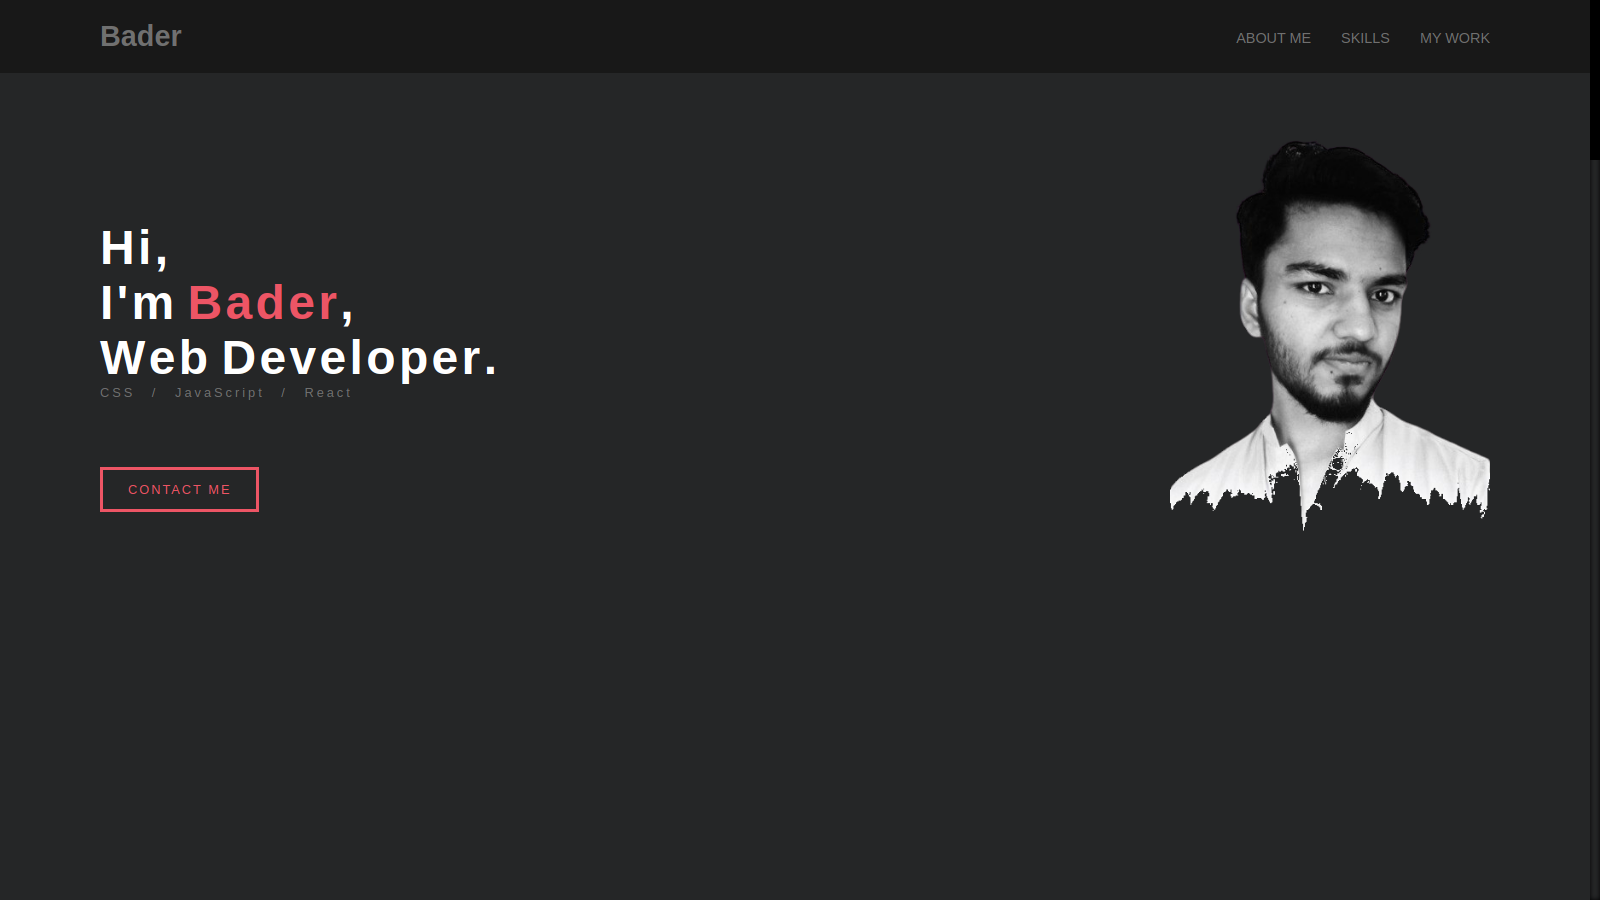 Bader
ABOUT ME SKILLS MY WORK
Hi,
I'm Bader,
Web Developer.
CSS / JavaScript / React
CONTACT ME